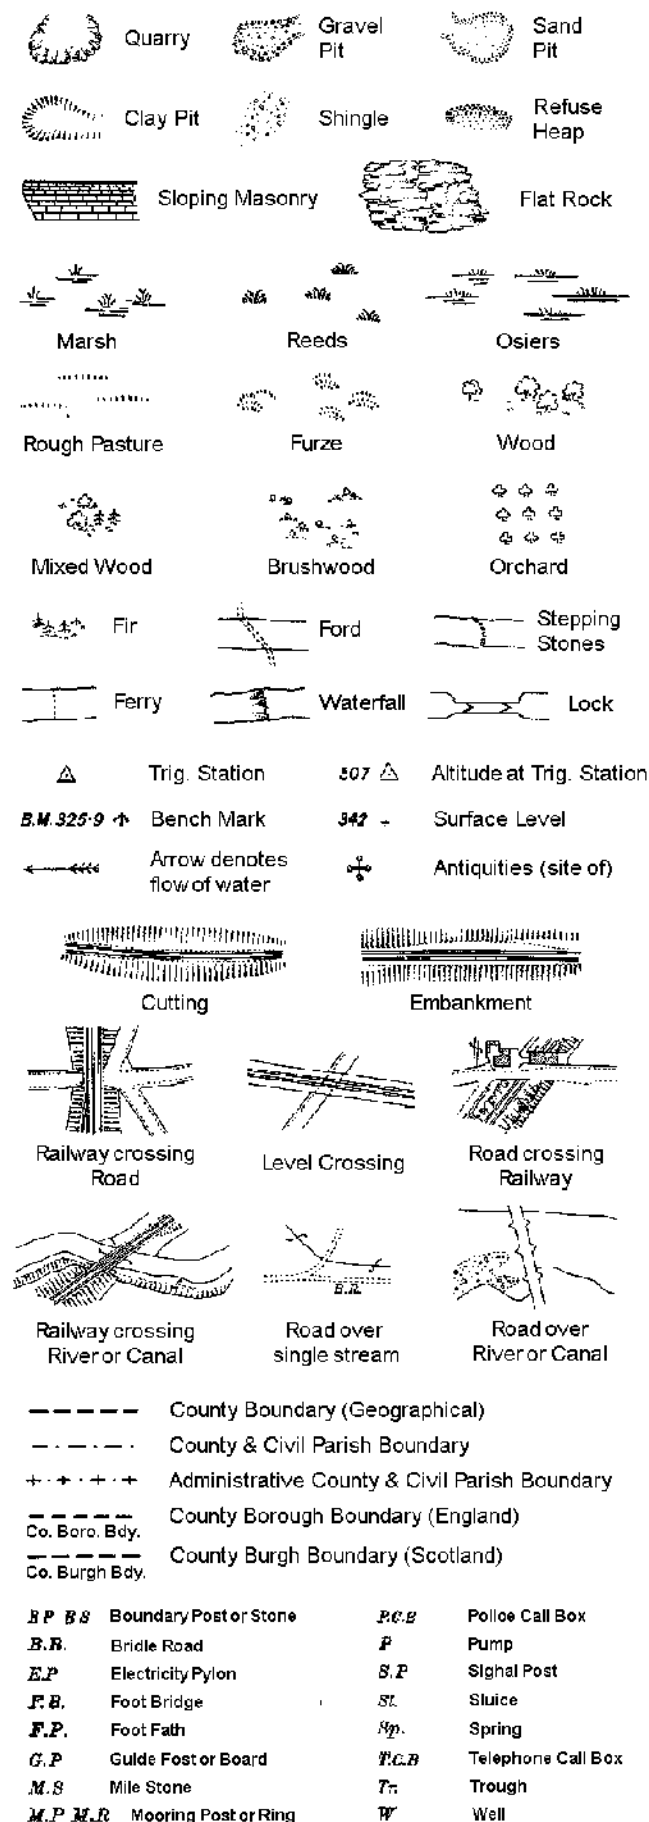 Quarry
Gravel Pit
Sand Pit
Clay Pit
Shingle
Refuse Heap
Sloping Masonry
Flat Rock
Marsh
Reeds
Osiers
Rough Pasture
Furze
Wood
Mixed Wood
Brushwood
Orchard
Fir
Ford
Stepping Stones
Ferry
Waterfall
Lock
Trig. Station
507 Altitude at Trig. Station
B.M. 325·9 Bench Mark
342 + Surface Level
Arrow denotes flow of water
Antiquities (site of)
Cutting
Embankment
Railway crossing Road
Level Crossing
Road crossing Railway
B.R.
Railway crossing River or Canal
Road over single stream
Road over River or Canal
County Boundary (Geographical)
County & Civil Parish Boundary
Administrative County & Civil Parish Boundary
Co. Boro. Bdy. County Borough Boundary (England)
Co. Burgh Bdy. County Burgh Boundary (Scotland)
B P B S Boundary Post or Stone
P.C.B Police Call Box
B.R. Bridle Road
P Pump
E.P Electricity Pylon
S.P Sighal Post
F.B. Foot Bridge
Sl. Sluice
F.P. Foot Fath
Sp. Spring
G.P Guide Fost or Board
T.C.B Telephone Call Box
M.S Mile Stone
Tr. Trough
M.P M.R Mooring Post or Ring
W Well